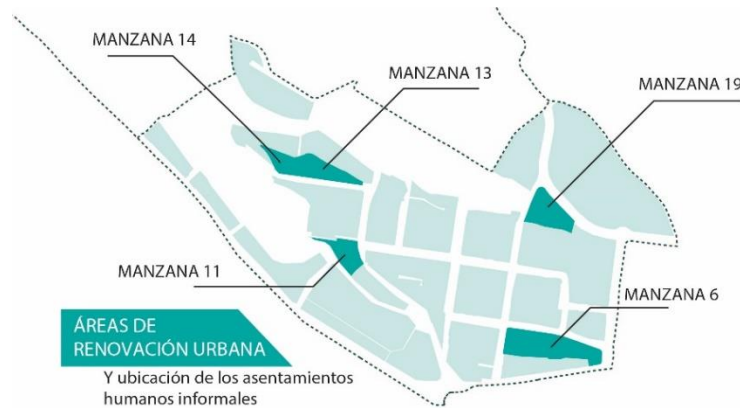 MANZANA 14
MANZANA 13
MANZANA 19
MANZANA 11
MANZANA 6
ÁREAS DE
RENOVACIÓN URBANA
Y ubicación de los asentamientos
humanos informales